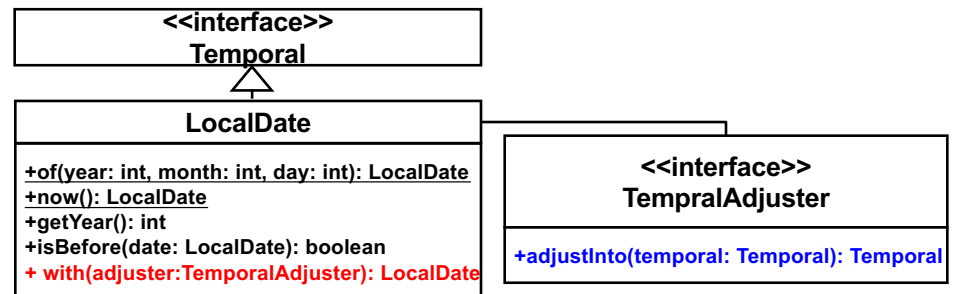 <<interface>>
Temporal
LocalDate
+of(year: int, month: int, day: int): LocalDate
+now(): LocalDate
+getYear(): int
+isBefore(date: LocalDate): boolean
+ with(adjuster:TemporalAdjuster): LocalDate
<<interface>>
TempralAdjuster
+adjustInto(temporal: Temporal): Temporal